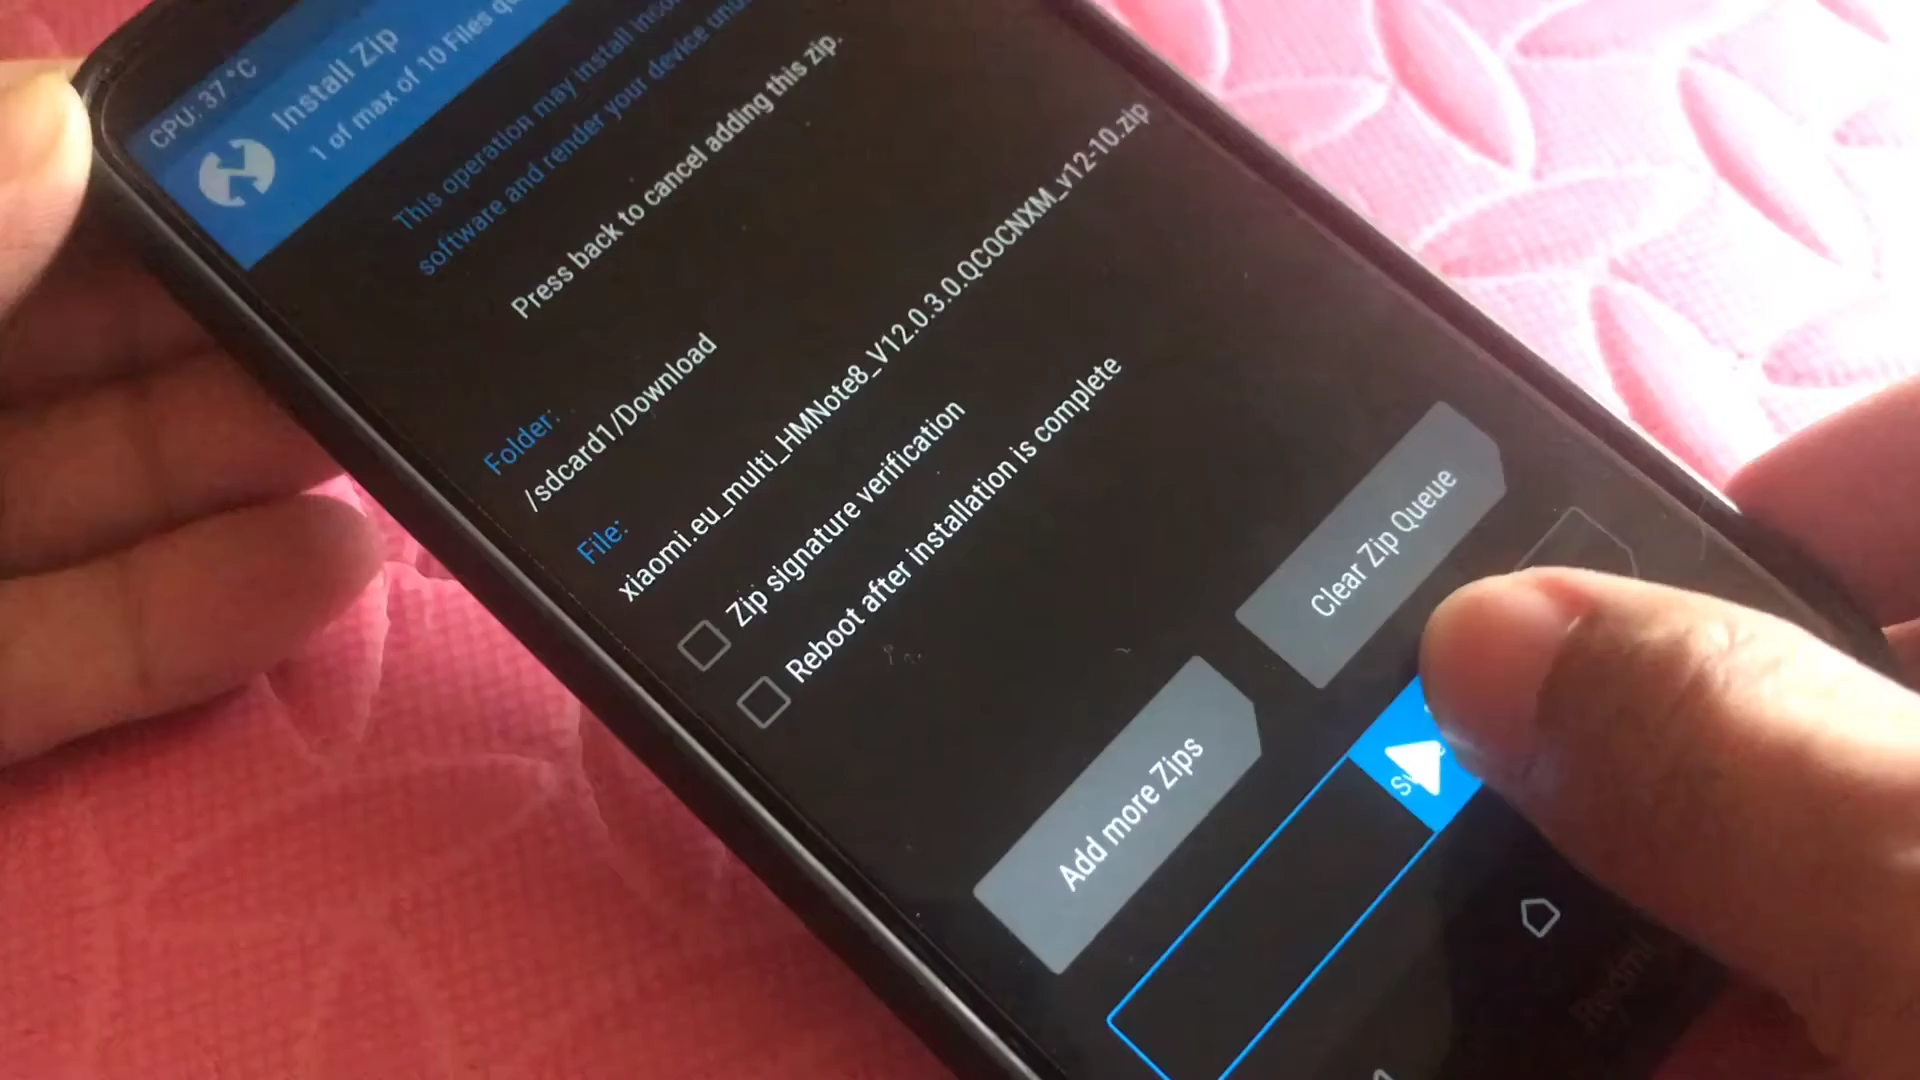 CPU: 37 °C
Install Zip
1 of max of 10 Files
This operation may install
software and render your device
Press back to cancel adding this zip.
Folder:
/sdcard1/Download
File:
xiaomi.eu_multi_HMNote8_V12.0.3.0.QCOCNXM_v12-10.zip
Zip signature verification
Reboot after installation is complete
Clear Zip Queue
Add more Zips
Redmi